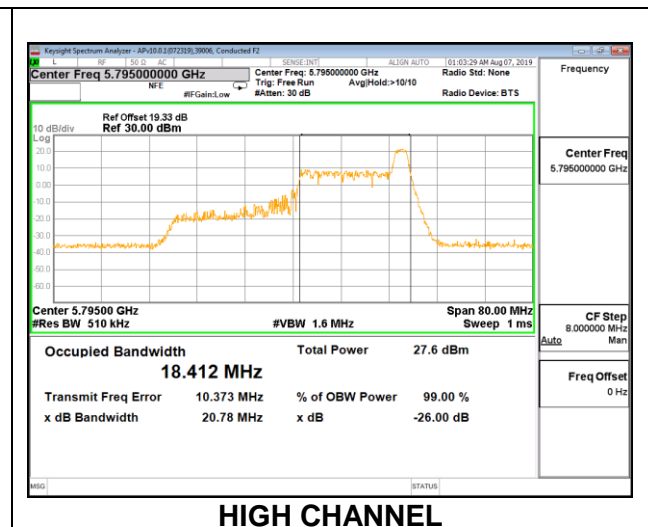 Keysight Spectrum Analyzer - APv10.0.1(072319),39006, Conducted F2
L RF 50 Ω AC SENSE:INT ALIGN AUTO 01:03:29 AM Aug 07, 2019
Center Freq 5.795000000 GHz
NFE
#IFGain:Low
Center Freq: 5.795000000 GHz
Trig: Free Run Avg|Hold:>10/10
#Atten: 30 dB
Radio Std: None
Radio Device: BTS
Frequency
Ref Offset 19.33 dB
10 dB/div Ref 30.00 dBm
Log
20.0
10.0
0.00
-10.0
-20.0
-30.0
-40.0
-50.0
-60.0
Center Freq
5.795000000 GHz
Center 5.79500 GHz Span 80.00 MHz
#Res BW 510 kHz #VBW 1.6 MHz Sweep 1 ms
CF Step
8.000000 MHz
Auto Man
Occupied Bandwidth Total Power 27.6 dBm
18.412 MHz
Transmit Freq Error 10.373 MHz % of OBW Power 99.00 %
x dB Bandwidth 20.78 MHz x dB -26.00 dB
Freq Offset
0 Hz
MSG STATUS
HIGH CHANNEL